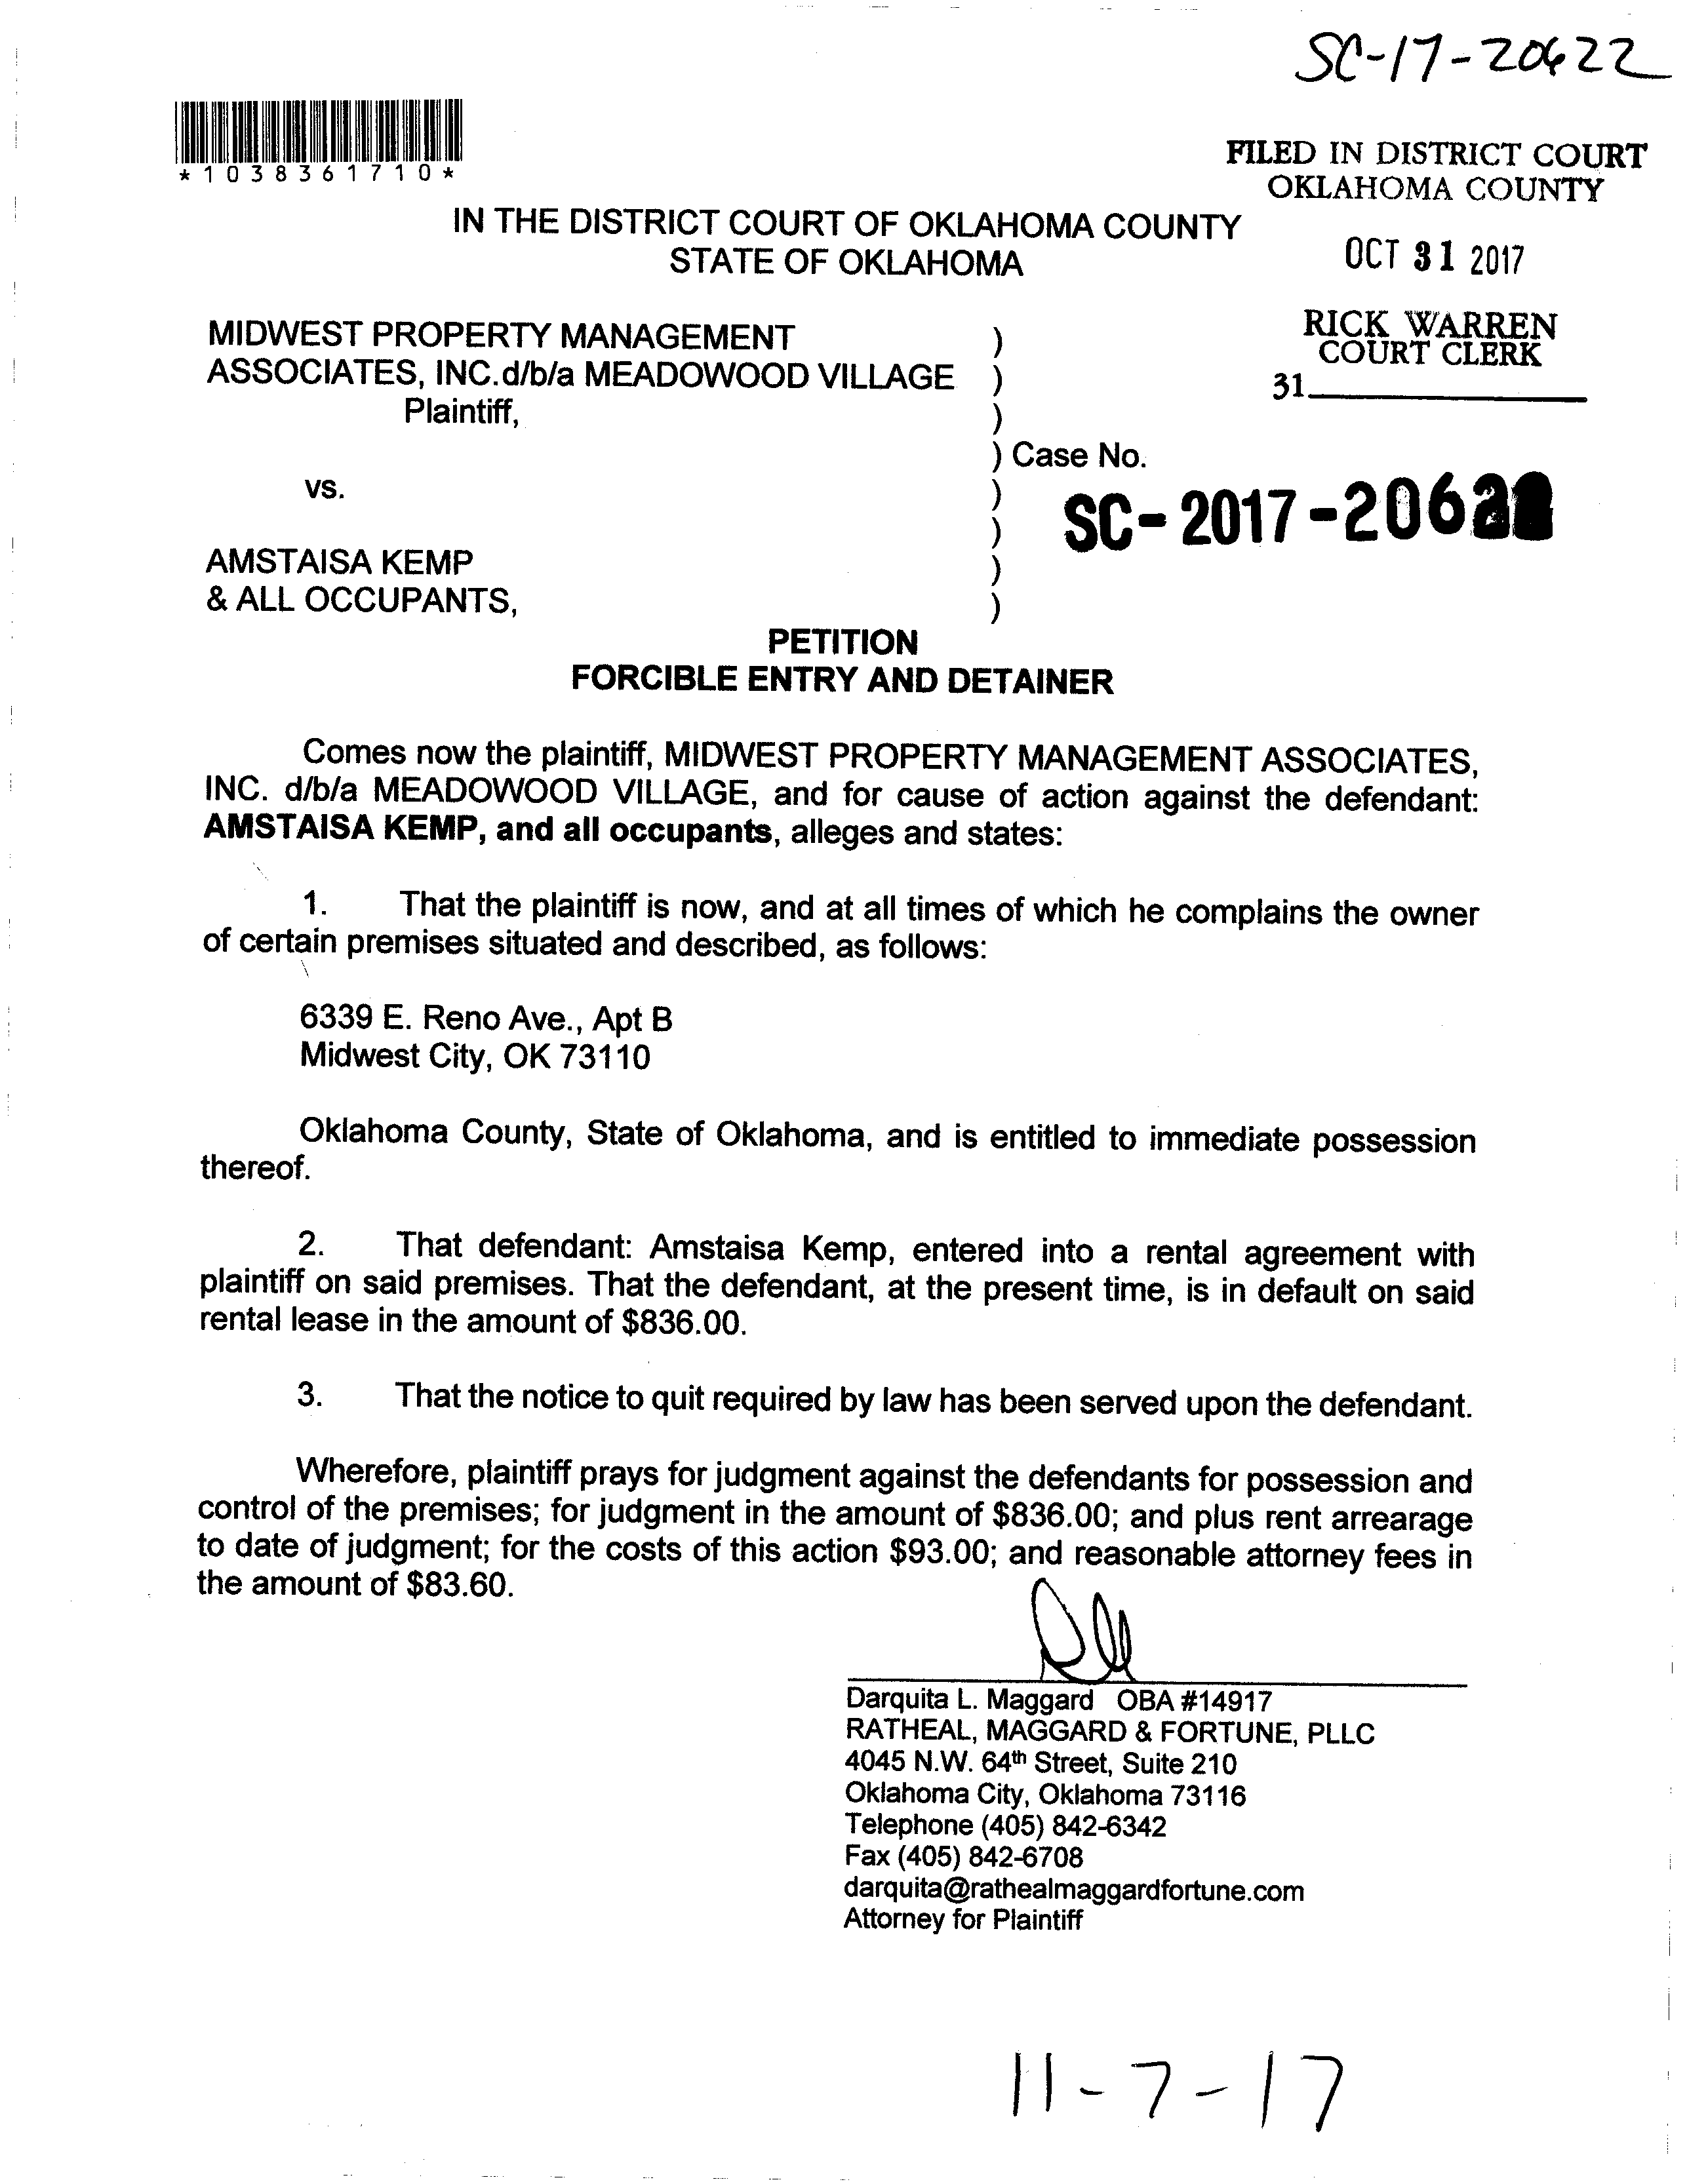 SC-17-20622
*1038361710*
FILED IN DISTRICT COURT
OKLAHOMA COUNTY
IN THE DISTRICT COURT OF OKLAHOMA COUNTY
STATE OF OKLAHOMA
OCT 31 2017
RICK WARREN
COURT CLERK
31
MIDWEST PROPERTY MANAGEMENT )
ASSOCIATES, INC.d/b/a MEADOWOOD VILLAGE )
Plaintiff, )
) Case No.
vs. )
SC-2017-20622
)
AMSTAISA KEMP )
& ALL OCCUPANTS, )
PETITION
FORCIBLE ENTRY AND DETAINER
Comes now the plaintiff, MIDWEST PROPERTY MANAGEMENT ASSOCIATES,
INC. d/b/a MEADOWOOD VILLAGE, and for cause of action against the defendant:
AMSTAISA KEMP, and all occupants, alleges and states:
1. That the plaintiff is now, and at all times of which he complains the owner
of certain premises situated and described, as follows:
6339 E. Reno Ave., Apt B
Midwest City, OK 73110
Oklahoma County, State of Oklahoma, and is entitled to immediate possession
thereof.
2. That defendant: Amstaisa Kemp, entered into a rental agreement with
plaintiff on said premises. That the defendant, at the present time, is in default on said
rental lease in the amount of $836.00.
3. That the notice to quit required by law has been served upon the defendant.
Wherefore, plaintiff prays for judgment against the defendants for possession and
control of the premises; for judgment in the amount of $836.00; and plus rent arrearage
to date of judgment; for the costs of this action $93.00; and reasonable attorney fees in
the amount of $83.60.
Darquita L. Maggard OBA #14917
RATHEAL, MAGGARD & FORTUNE, PLLC
4045 N.W. 64th Street, Suite 210
Oklahoma City, Oklahoma 73116
Telephone (405) 842-6342
Fax (405) 842-6708
darquita@rathealmaggardfortune.com
Attorney for Plaintiff
11-7-17